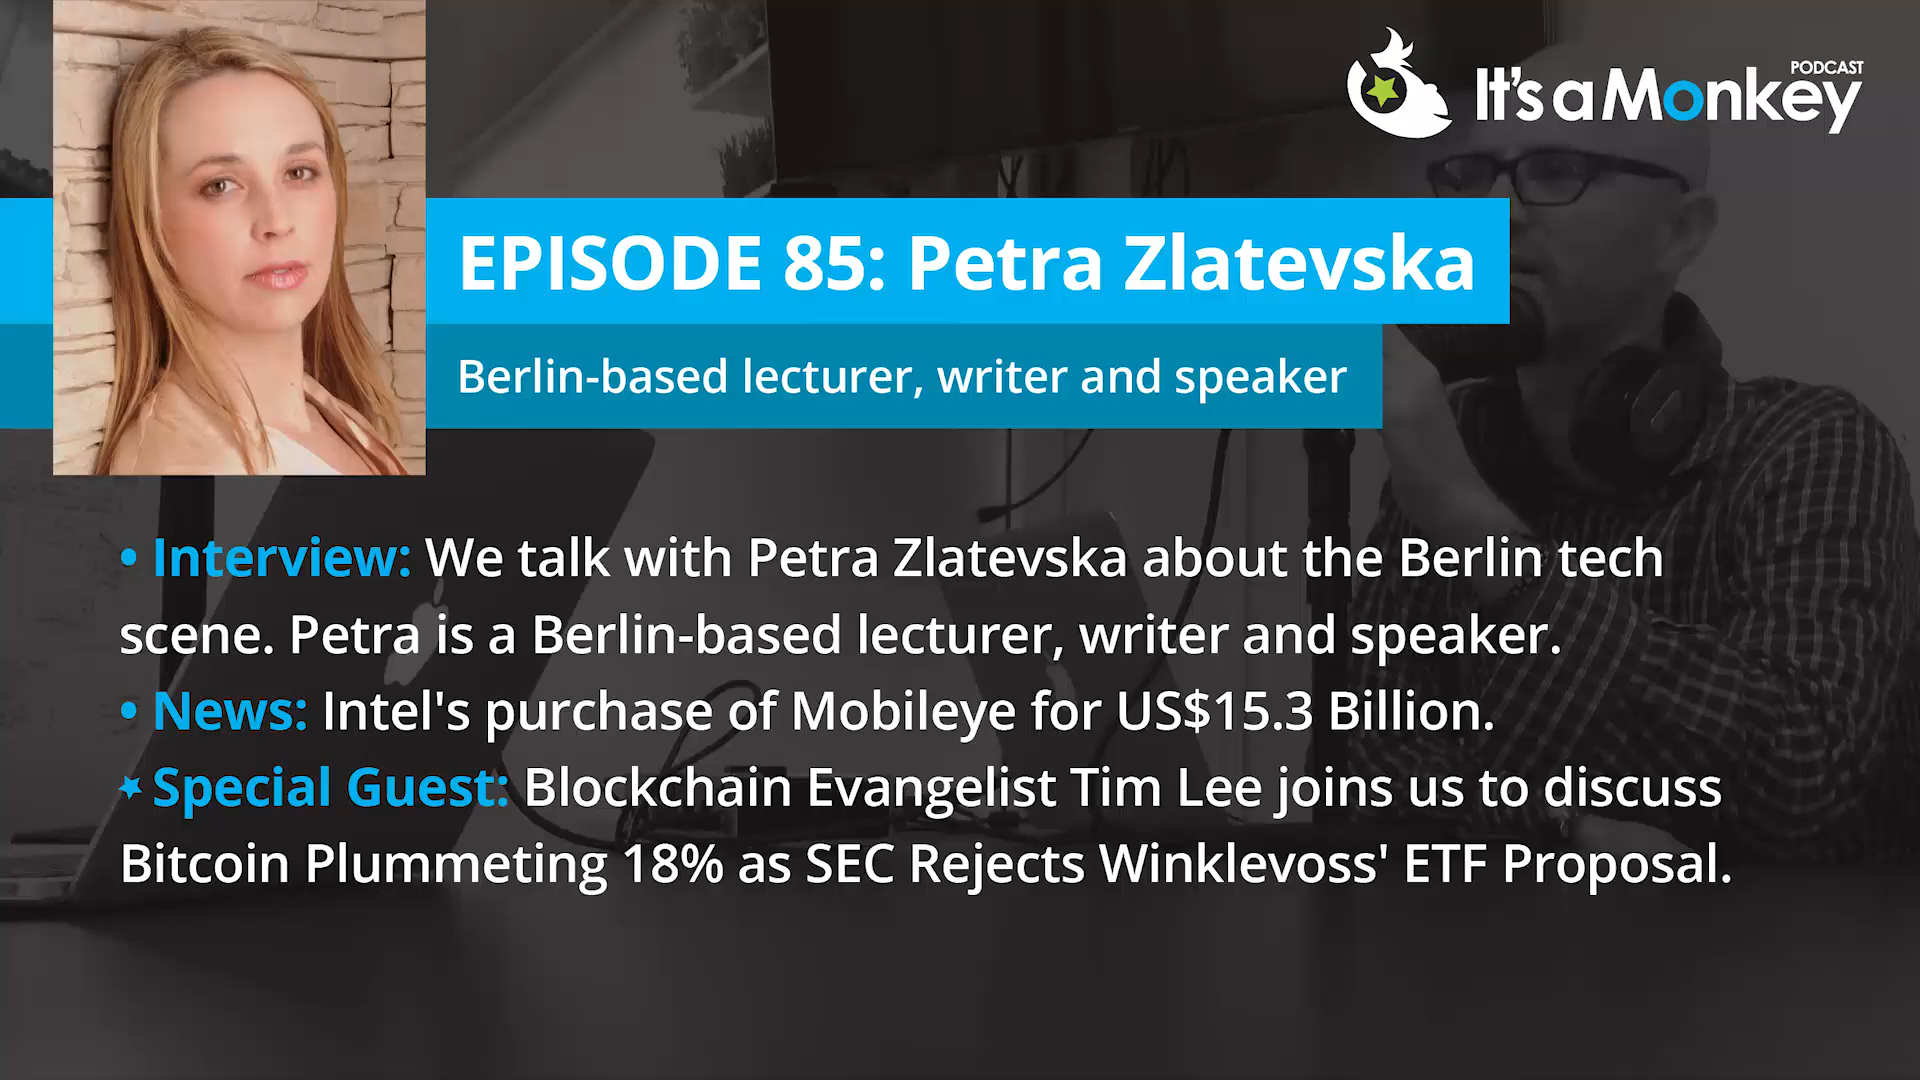 PODCAST
It's a Monkey
EPISODE 85: Petra Zlatevska
Berlin-based lecturer, writer and speaker
• Interview: We talk with Petra Zlatevska about the Berlin tech
scene. Petra is a Berlin-based lecturer, writer and speaker.
• News: Intel's purchase of Mobileye for US$15.3 Billion.
★ Special Guest: Blockchain Evangelist Tim Lee joins us to discuss
Bitcoin Plummeting 18% as SEC Rejects Winklevoss' ETF Proposal.